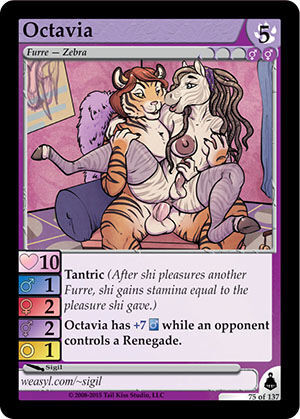 Octavia
5
Furre — Zebra
10
1
2
2
1
Tantric (After shi pleasures another
Furre, shi gains stamina equal to the
pleasure shi gave.)
Octavia has +7 while an opponent
controls a Renegade.
Sigil
weasyl.com/~sigil
© 2008-2015 Tail Kiss Studio, LLC
75 of 137